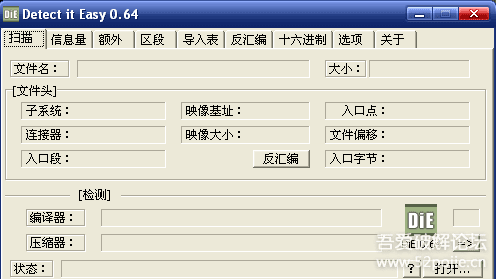 Detect it Easy 0.64
扫描 信息量 额外 区段 导入表 反汇编 十六进制 选项 关于
文件名： 大小：
[文件头]
子系统： 映像基址： 入口点：
连接器： 映像大小： 文件偏移：
入口段： 反汇编 入口字节：
[检测]
编译器： DiE
压缩器： ->
吾爱破解论坛
状态： ? 打开...
www.52pojie.cn